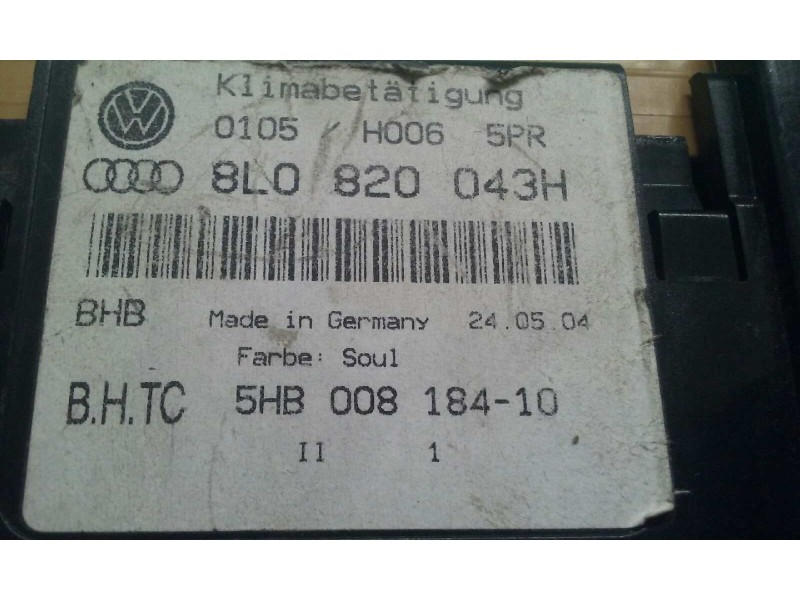 Klimabetätigung
0105 / H006 5PR
8L0 820 043H
BHB Made in Germany 24.05.04
Farbe: Soul
B.H.TC 5HB 008 184-10
II 1